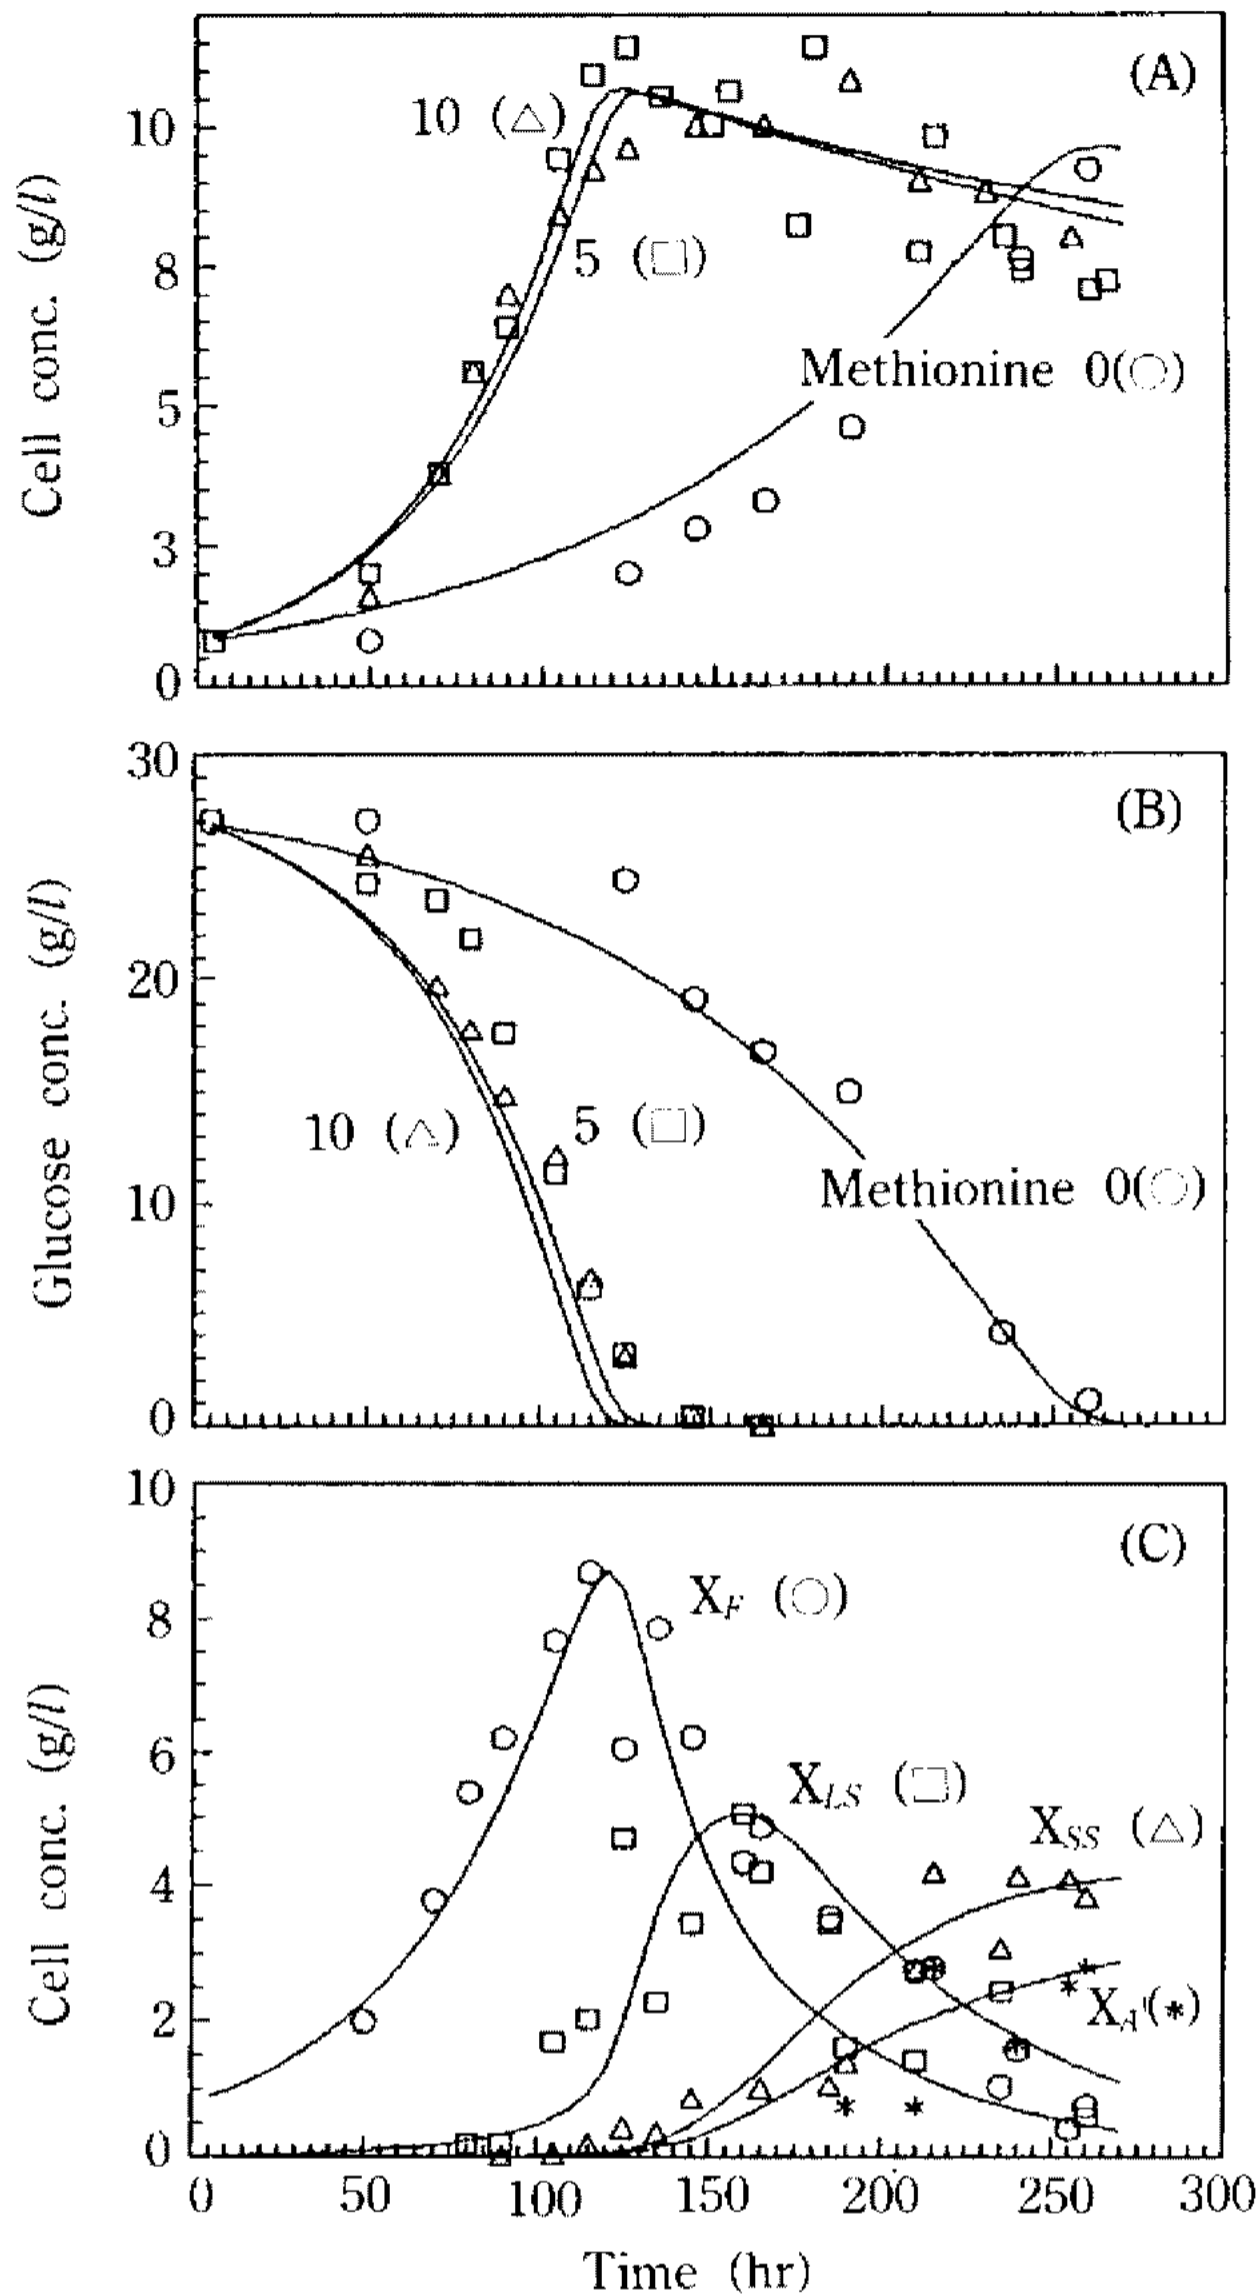 (A)
10 (△)
5 (□)
Methionine 0(○)
Cell conc. (g/l)
10
8
5
3
0
(B)
10 (△)
5 (□)
Methionine 0(○)
Glucose conc. (g/l)
30
20
10
0
(C)
X_F (○)
X_LS (□)
X_SS (△)
X_A'(*)
Cell conc. (g/l)
10
8
6
4
2
0
0 50 100 150 200 250 300
Time (hr)